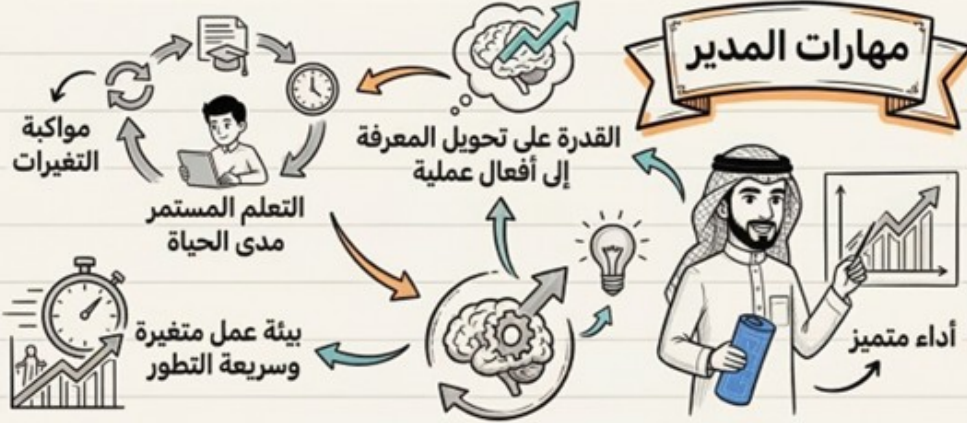 مهارات المدير
القدرة على تحويل المعرفة
إلى أفعال عملية
مواكبة
التغيرات
التعلم المستمر
مدى الحياة
أداء متميز
بيئة عمل متغيرة
وسريعة التطور